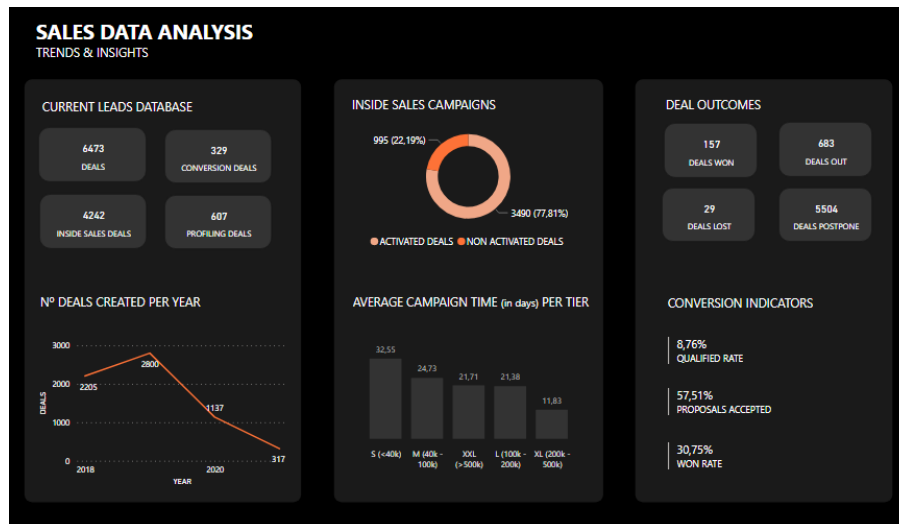 SALES DATA ANALYSIS
TRENDS & INSIGHTS
CURRENT LEADS DATABASE
6473
DEALS
329
CONVERSION DEALS
4242
INSIDE SALES DEALS
607
PROFILING DEALS
Nº DEALS CREATED PER YEAR
3000
2000
1000
0
DEALS
2205
2800
1137
317
2018
2020
YEAR
INSIDE SALES CAMPAIGNS
995 (22,19%)
3490 (77,81%)
ACTIVATED DEALS
NON ACTIVATED DEALS
AVERAGE CAMPAIGN TIME (in days) PER TIER
32,55
24,73
21,71
21,38
11,83
S (<40k)
M (40k -
100k)
XXL
(>500k)
L (100k -
200k)
XL (200k -
500k)
DEAL OUTCOMES
157
DEALS WON
683
DEALS OUT
29
DEALS LOST
5504
DEALS POSTPONE
CONVERSION INDICATORS
8,76%
QUALIFIED RATE
57,51%
PROPOSALS ACCEPTED
30,75%
WON RATE